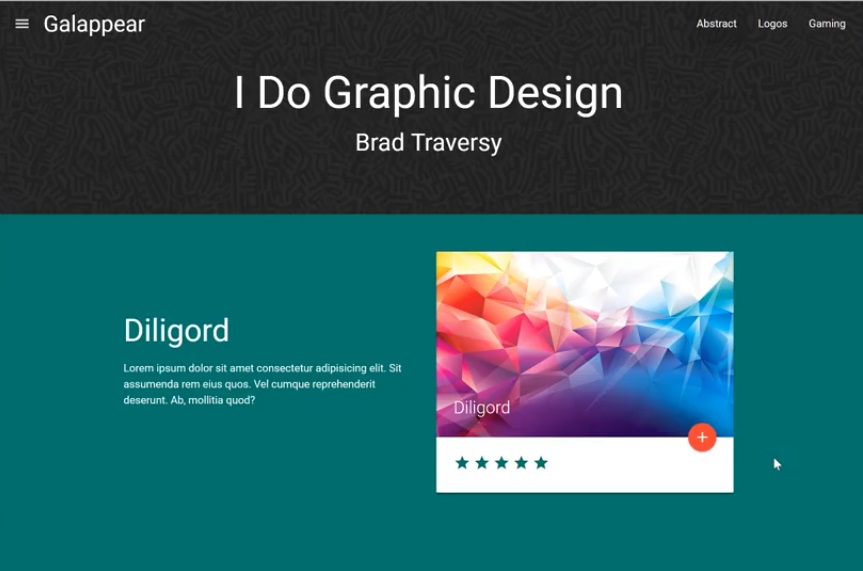 Galappear
Abstract Logos Gaming
I Do Graphic Design
Brad Traversy
Diligord
Lorem ipsum dolor sit amet consectetur adipisicing elit. Sit
assumenda rem eius quos. Vel cumque reprehenderit
deserunt. Ab, mollitia quod?
Diligord